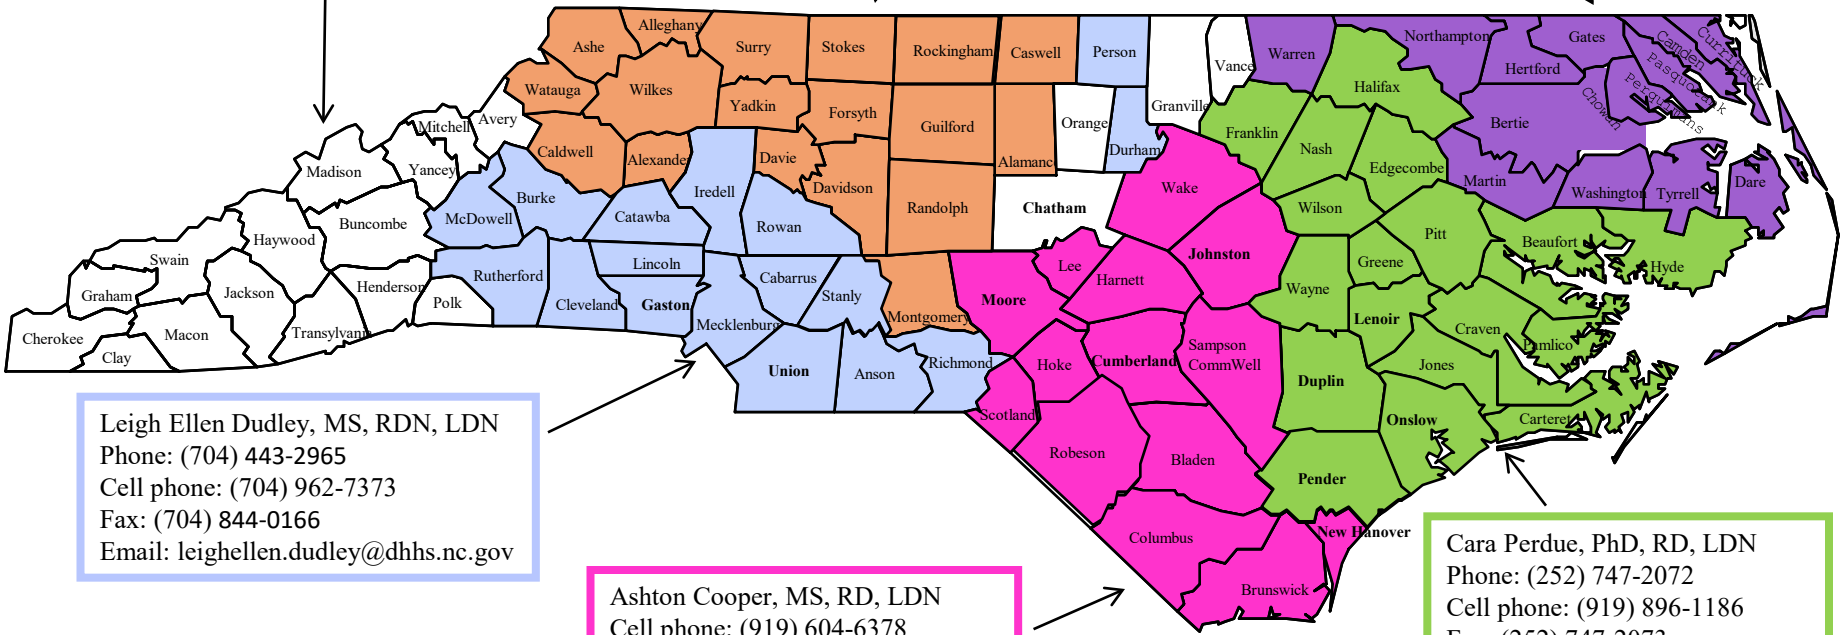 Alleghany
Ashe
Surry
Stokes
Rockingham
Caswell
Person
Vance
Warren
Northampton
Gates
Camden
Currituck
Hertford
Pasquotank
Perquimans
Chowan
Watauga
Wilkes
Yadkin
Forsyth
Guilford
Alamanc
Orange
Durham
Granville
Franklin
Halifax
Nash
Edgecombe
Bertie
Martin
Washington
Tyrrell
Dare
Mitchell
Avery
Caldwell
Alexande
Davie
Iredell
Davidson
Randolph
Chatham
Wake
Wilson
Madison
Yancey
Burke
McDowell
Catawba
Rowan
Buncombe
Haywood
Swain
Johnston
Pitt
Beaufort
Hyde
Greene
Lee
Harnett
Wayne
Rutherford
Lincoln
Cabarrus
Stanly
Gaston
Cleveland
Graham
Jackson
Henderson
Polk
Moore
Montgomery
Mecklenburg
Lenoir
Craven
Pamlico
Cherokee
Macon
Clay
Transylvani
Union
Anson
Richmond
Hoke
Cumberland
Sampson
CommWell
Duplin
Jones
Onslow
Carteret
Scotland
Robeson
Bladen
Pender
Columbus
New Hanover
Brunswick
Leigh Ellen Dudley, MS, RDN, LDN
Phone: (704) 443-2965
Cell phone: (704) 962-7373
Fax: (704) 844-0166
Email: leighellen.dudley@dhhs.nc.gov
Ashton Cooper, MS, RD, LDN
Cell phone: (919) 604-6378
Cara Perdue, PhD, RD, LDN
Phone: (252) 747-2072
Cell phone: (919) 896-1186
Fax: (252) 747-2073